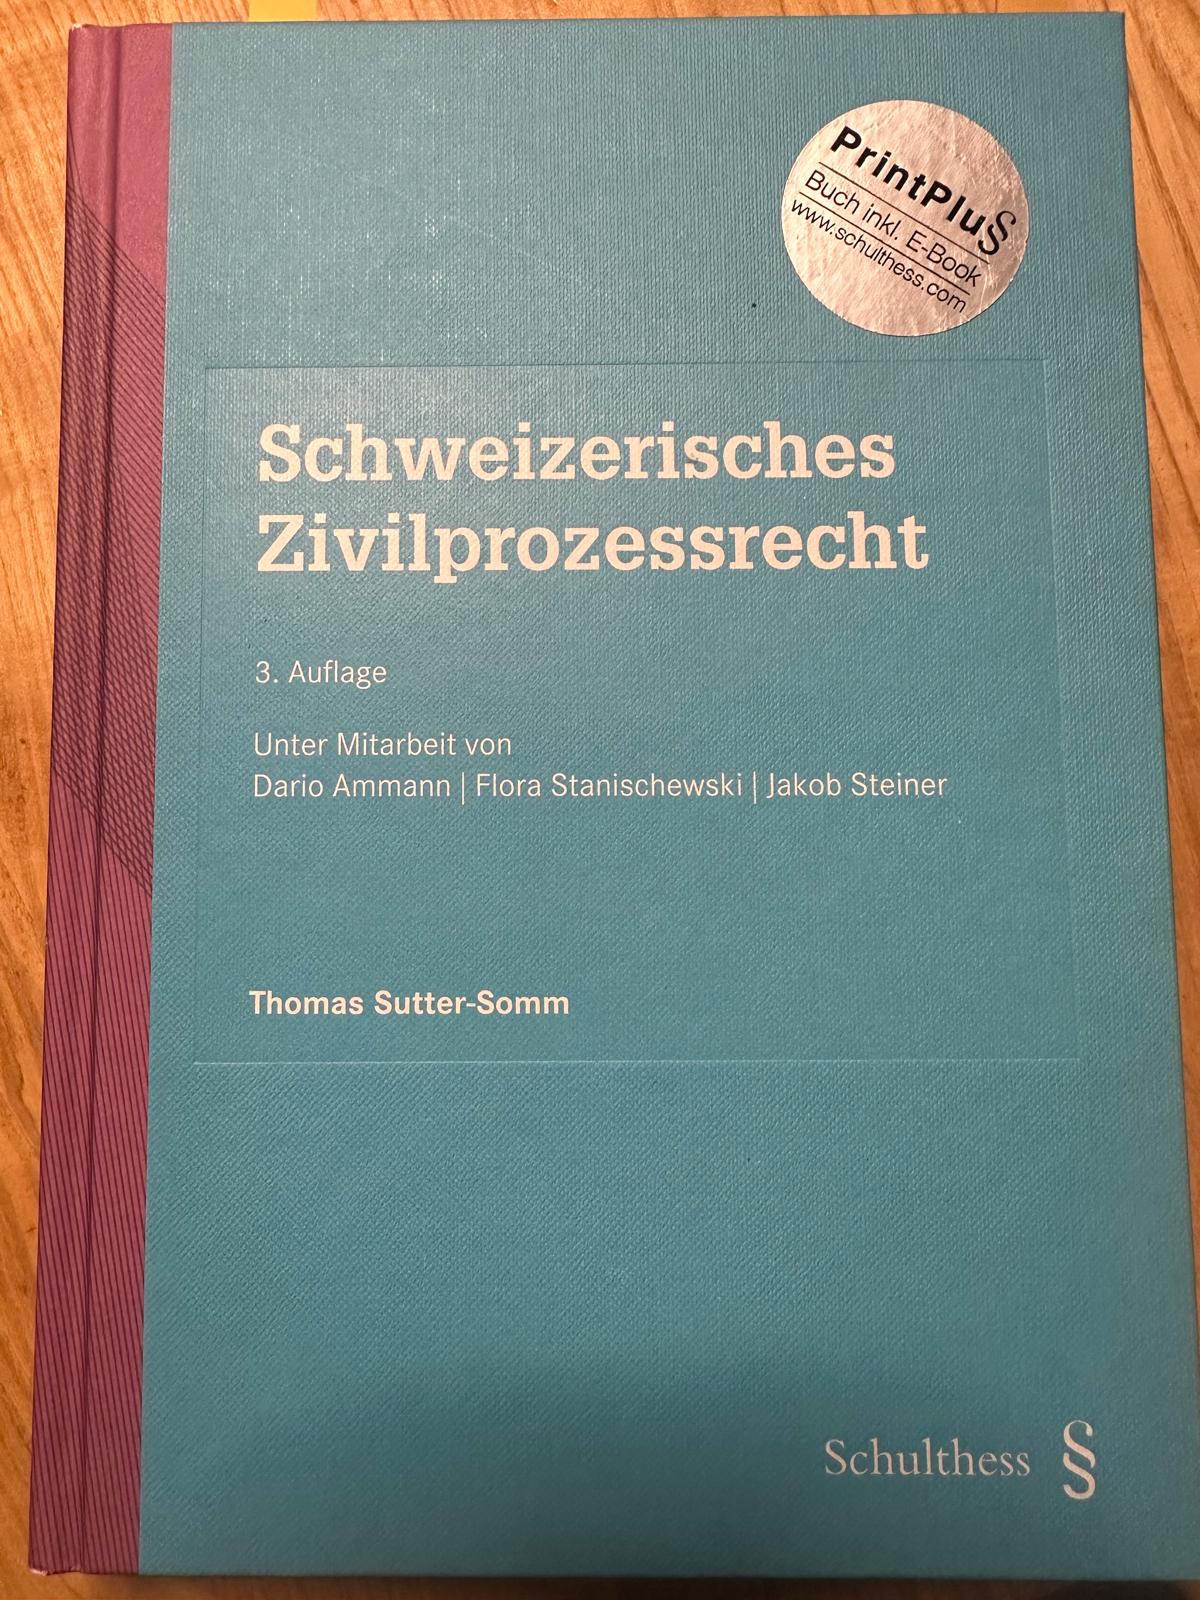 PrintPlu§
Buch inkl. E-Book
www.schulthess.com
Schweizerisches
Zivilprozessrecht
3. Auflage
Unter Mitarbeit von
Dario Ammann | Flora Stanischewski | Jakob Steiner
Thomas Sutter-Somm
Schulthess §